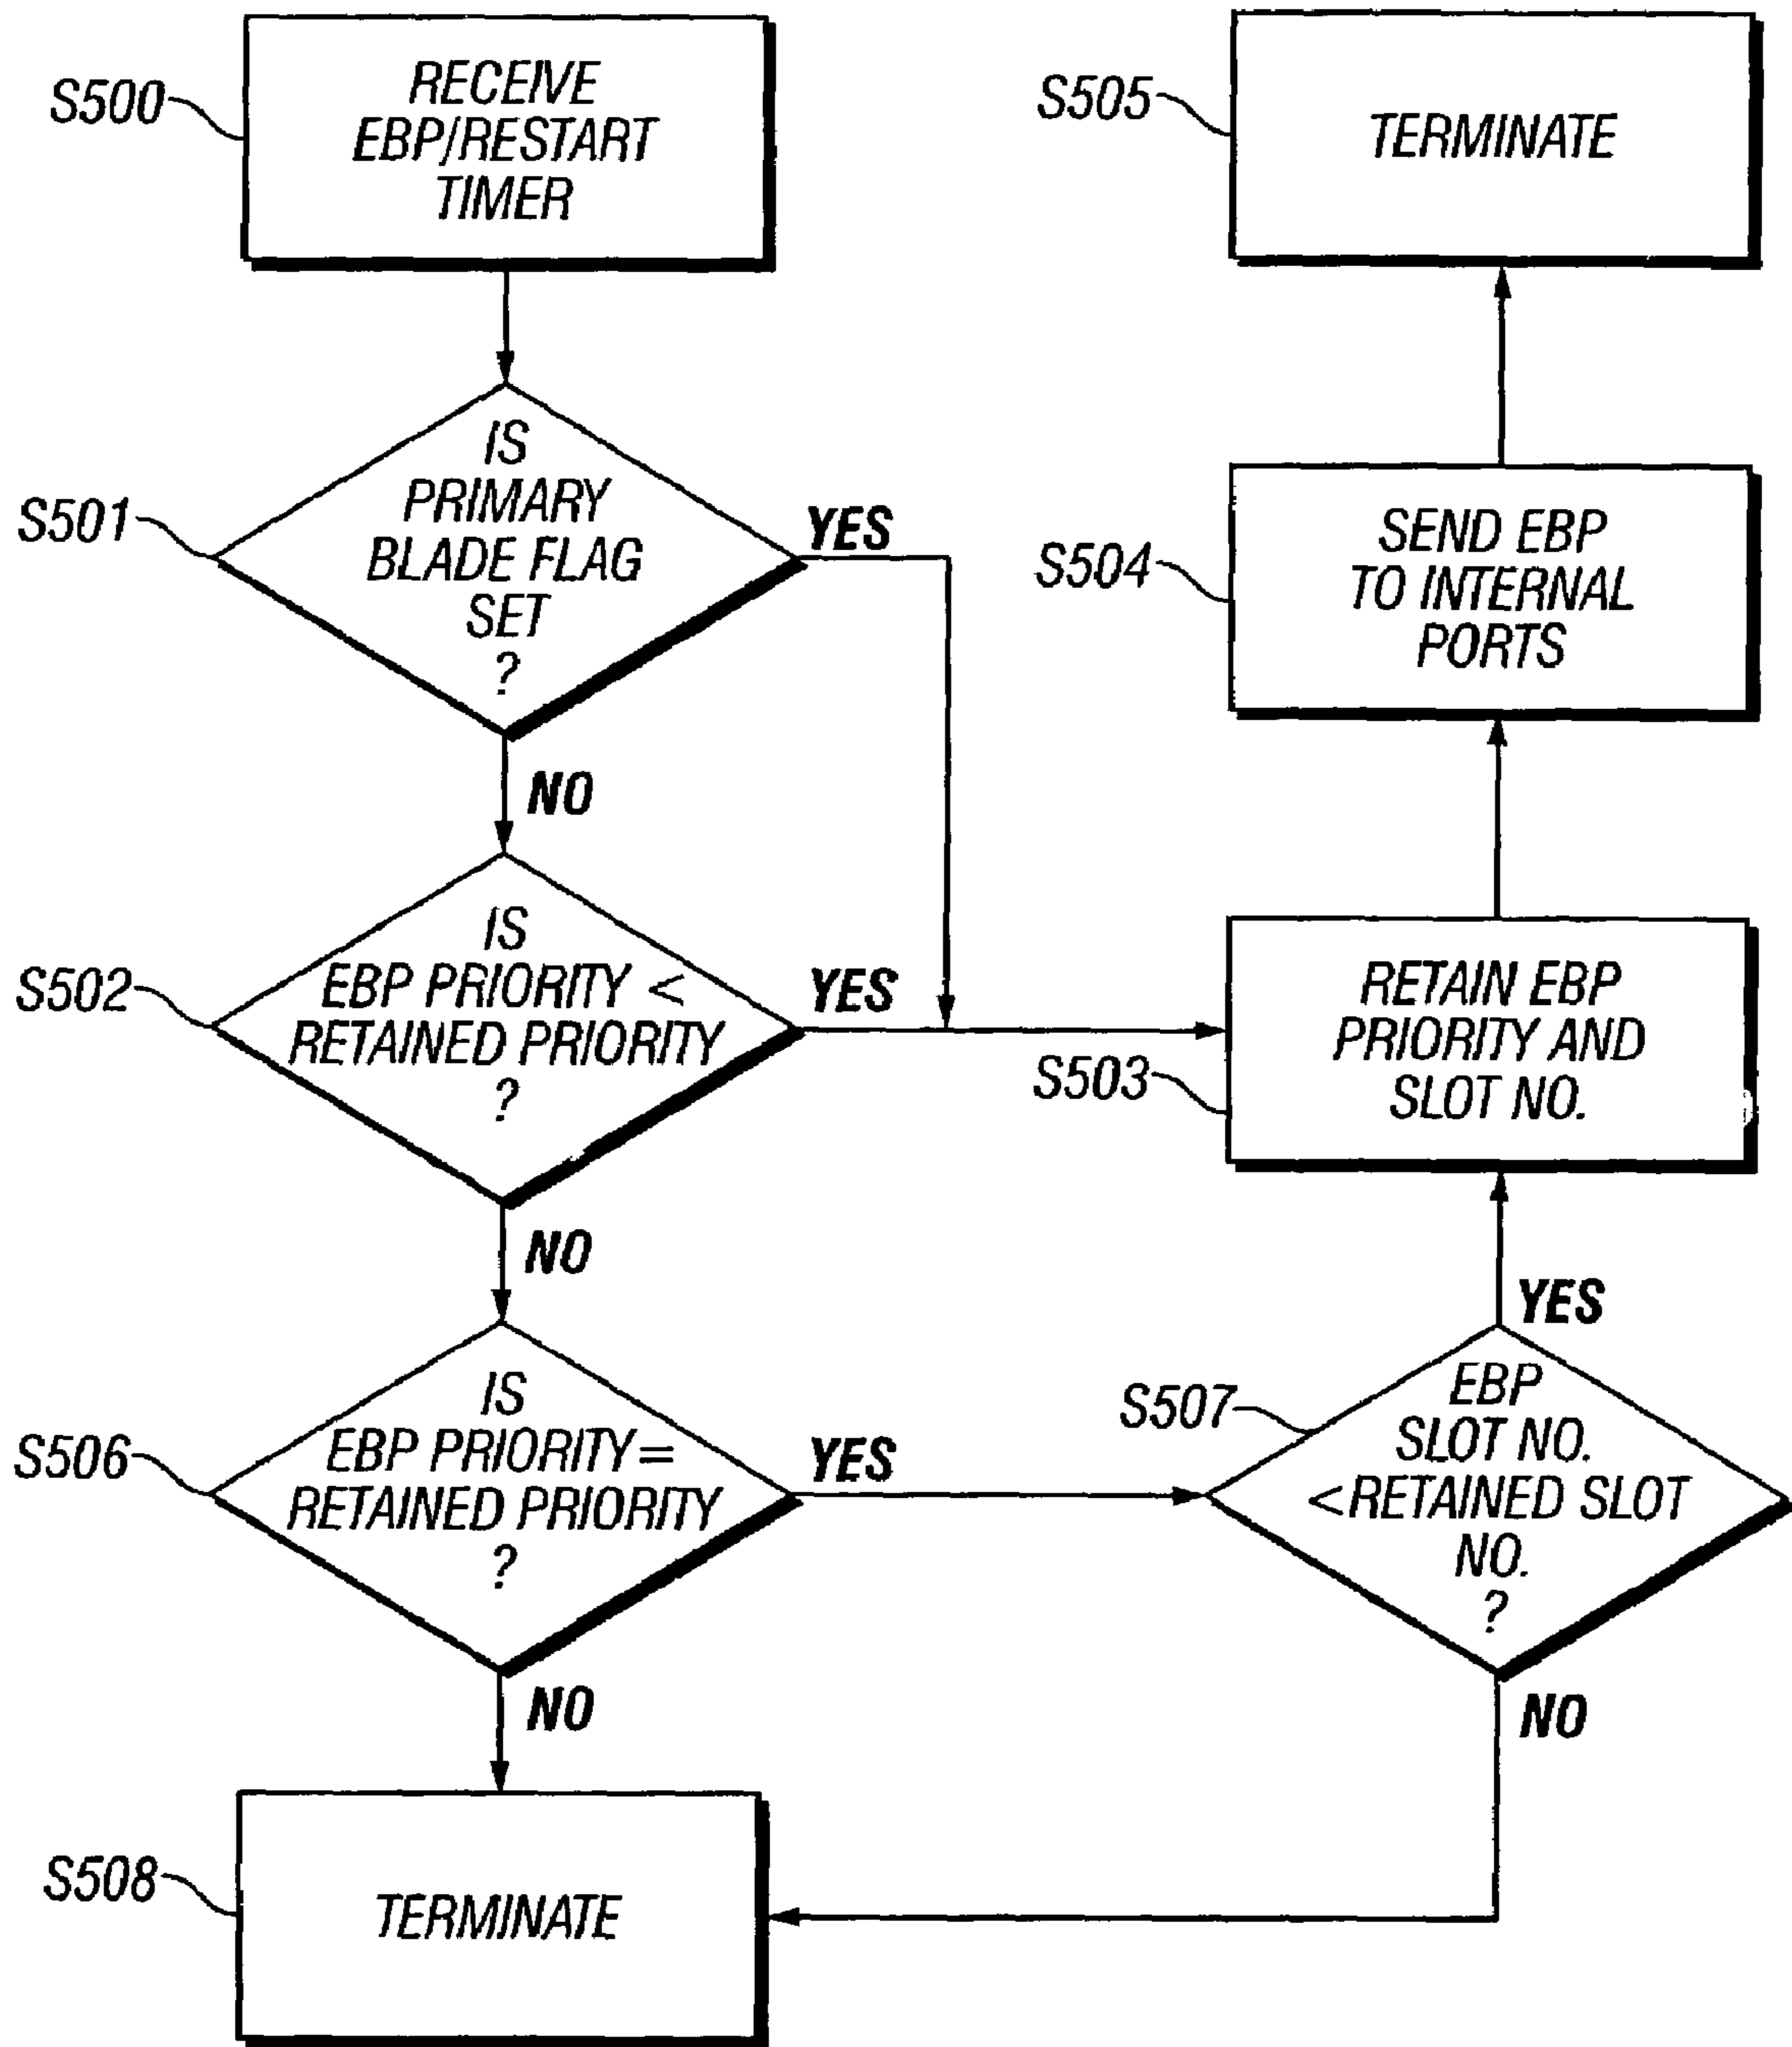 S500
RECEIVE
EBP/RESTART
TIMER
S501
IS
PRIMARY
BLADE FLAG
SET
?
YES
NO
S502
IS
EBP PRIORITY <
RETAINED PRIORITY
?
YES
NO
S506
IS
EBP PRIORITY =
RETAINED PRIORITY
?
YES
NO
S508
TERMINATE
S505
TERMINATE
S504
SEND EBP
TO INTERNAL
PORTS
S503
RETAIN EBP
PRIORITY AND
SLOT NO.
YES
S507
EBP
SLOT NO.
<RETAINED SLOT
NO.
?
NO